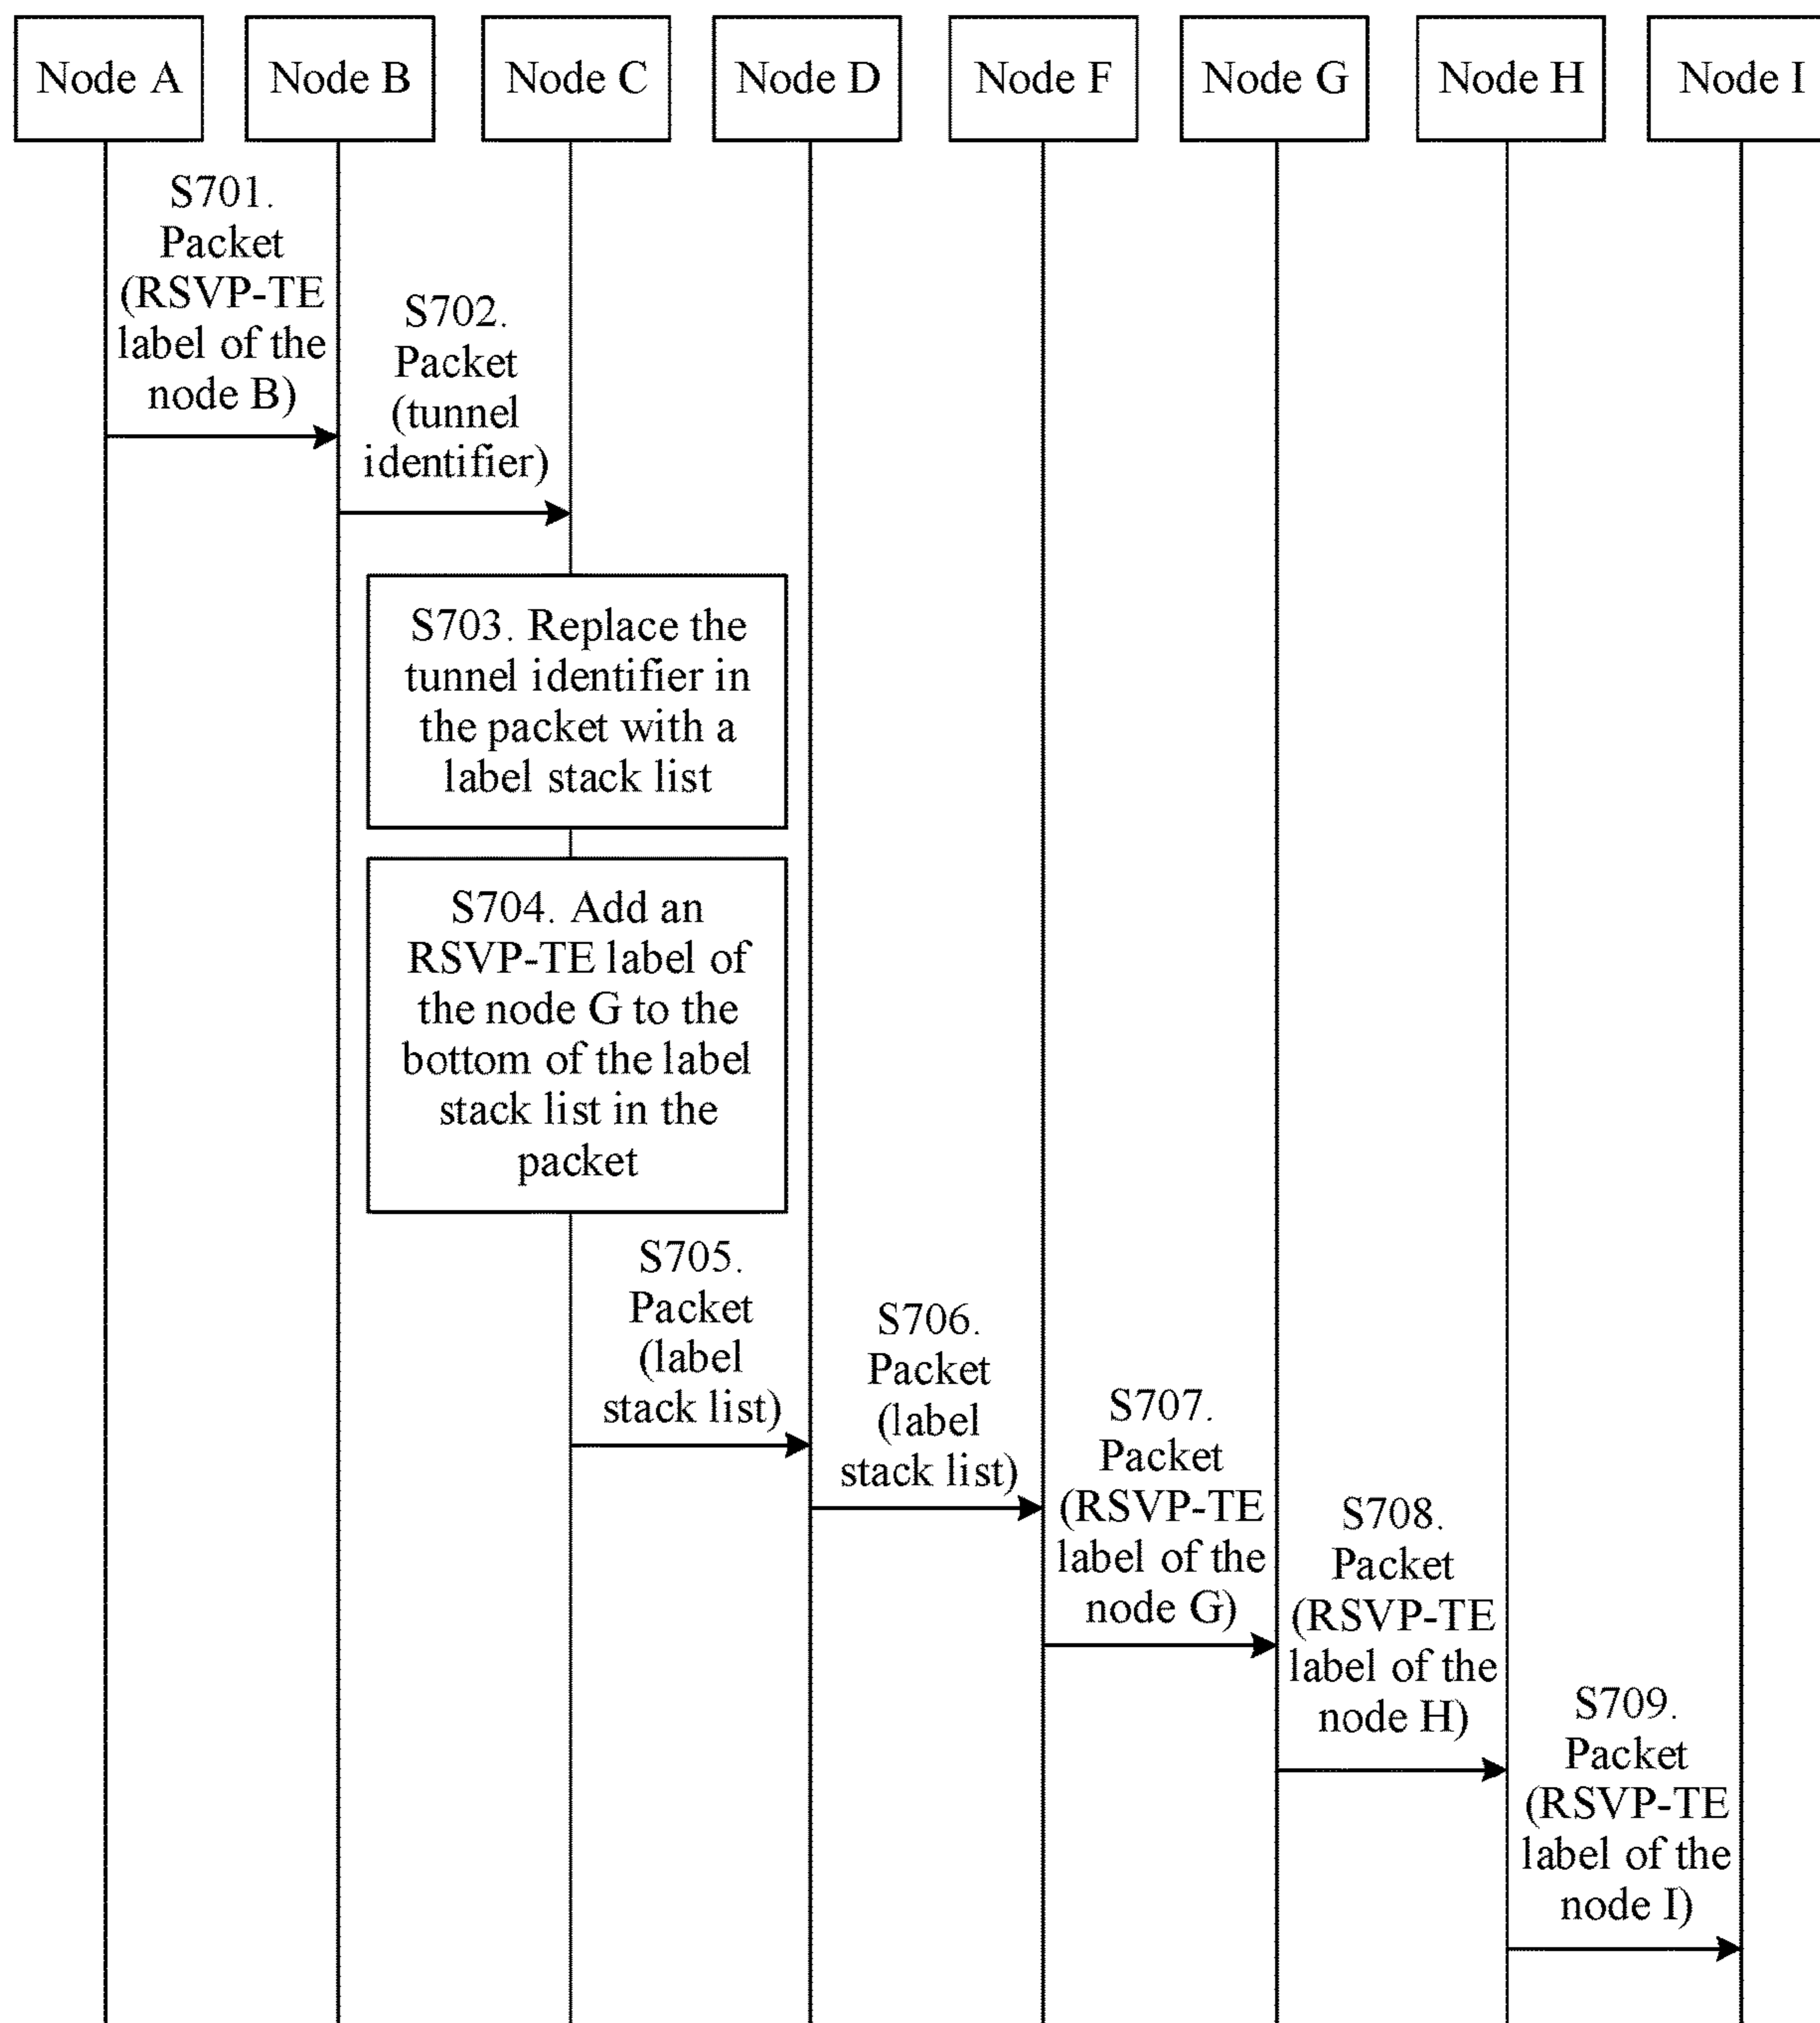 Node A
Node B
Node C
Node D
Node F
Node G
Node H
Node I
S701.
Packet
(RSVP-TE
label of the
node B)
S702.
Packet
(tunnel
identifier)
S703. Replace the
tunnel identifier in
the packet with a
label stack list
S704. Add an
RSVP-TE label of
the node G to the
bottom of the label
stack list in the
packet
S705.
Packet
(label
stack list)
S706.
Packet
(label
stack list)
S707.
Packet
(RSVP-TE
label of the
node G)
S708.
Packet
(RSVP-TE
label of the
node H)
S709.
Packet
(RSVP-TE
label of the
node I)